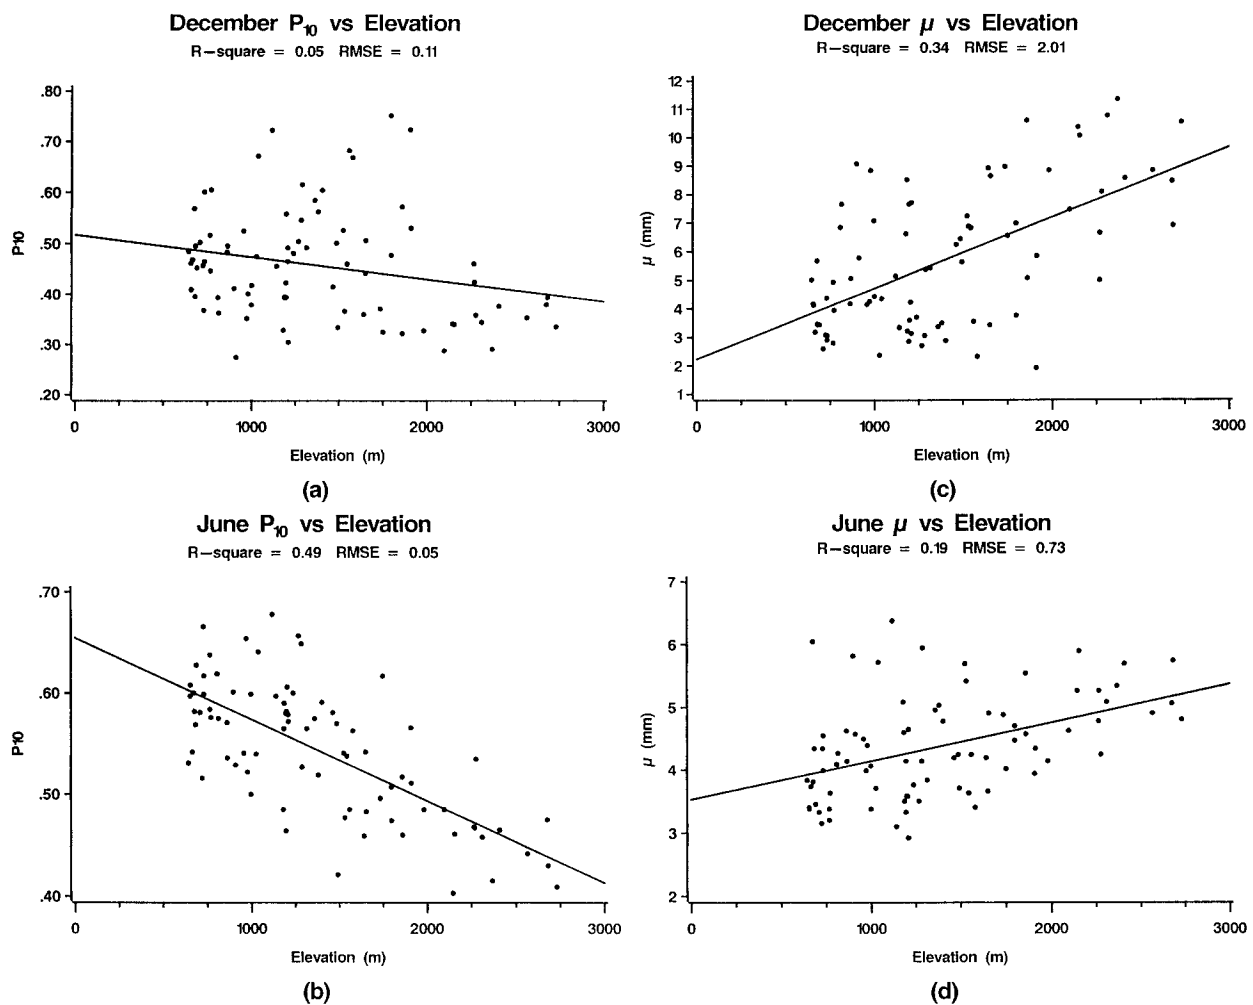 December P10 vs Elevation
R-square = 0.05 RMSE = 0.11
.80
.70
.60
.50
.40
.30
.20
P10
0 1000 2000 3000
Elevation (m)
(a)
December μ vs Elevation
R-square = 0.34 RMSE = 2.01
12
11
10
9
8
7
6
5
4
3
2
1
μ (mm)
0 1000 2000 3000
Elevation (m)
(c)
June P10 vs Elevation
R-square = 0.49 RMSE = 0.05
.70
.60
.50
.40
P10
0 1000 2000 3000
Elevation (m)
(b)
June μ vs Elevation
R-square = 0.19 RMSE = 0.73
7
6
5
4
3
2
μ (mm)
0 1000 2000 3000
Elevation (m)
(d)